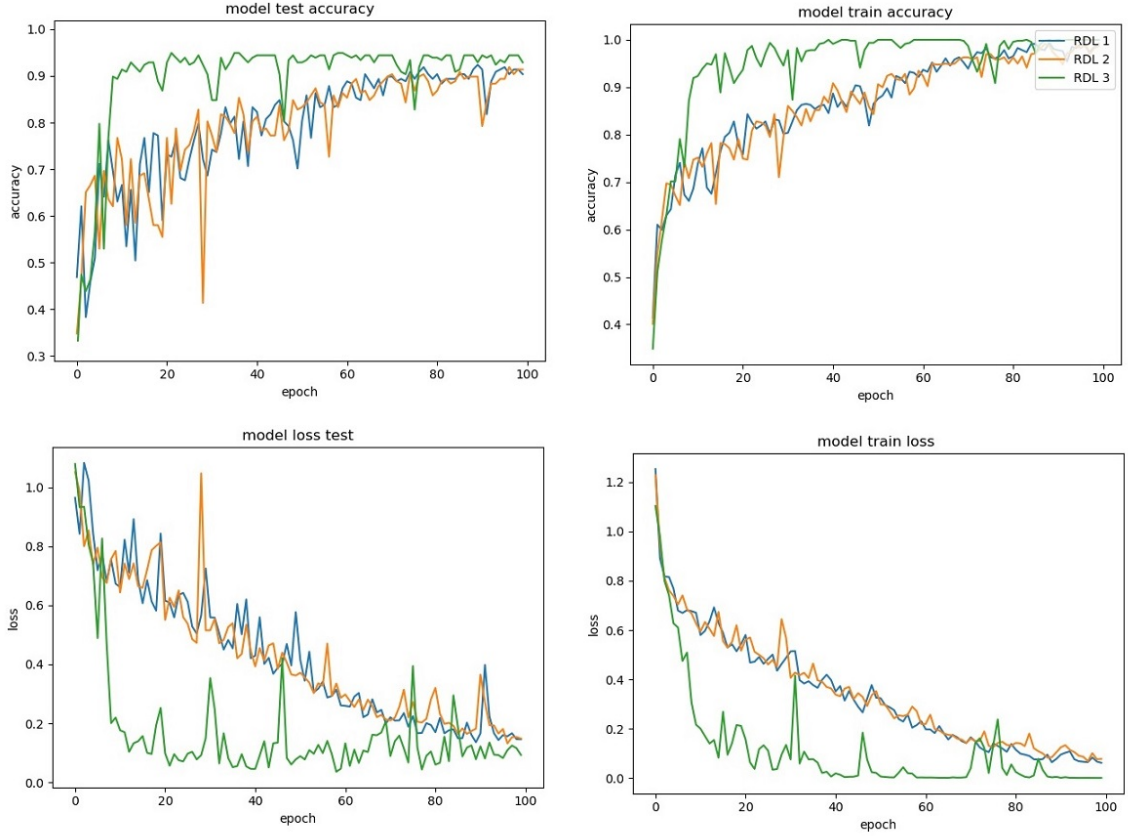 model test accuracy
1.0
0.9
0.8
0.7
0.6
0.5
0.4
0.3
accuracy
0 20 40 60 80 100
epoch
model train accuracy
1.0
0.9
0.8
0.7
0.6
0.5
0.4
accuracy
RDL 1
RDL 2
RDL 3
0 20 40 60 80 100
epoch
model loss test
1.0
0.8
0.6
0.4
0.2
0.0
loss
0 20 40 60 80 100
epoch
model train loss
1.2
1.0
0.8
0.6
0.4
0.2
0.0
loss
0 20 40 60 80 100
epoch